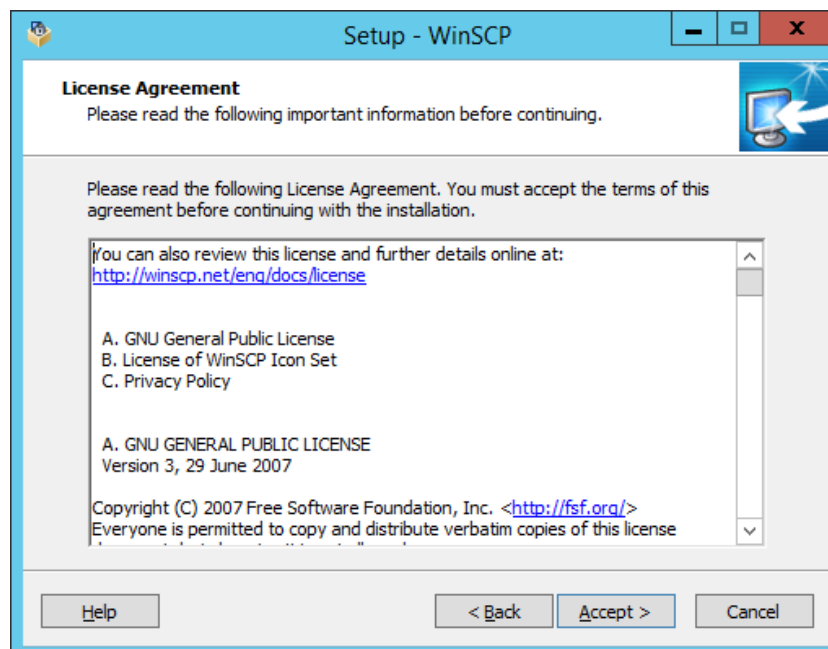 Setup - WinSCP
License Agreement
Please read the following important information before continuing.
Please read the following License Agreement. You must accept the terms of this
agreement before continuing with the installation.
You can also review this license and further details online at:
http://winscp.net/eng/docs/license
A. GNU General Public License
B. License of WinSCP Icon Set
C. Privacy Policy
A. GNU GENERAL PUBLIC LICENSE
Version 3, 29 June 2007
Copyright (C) 2007 Free Software Foundation, Inc. <http://fsf.org/>
Everyone is permitted to copy and distribute verbatim copies of this license
Help
< Back
Accept >
Cancel